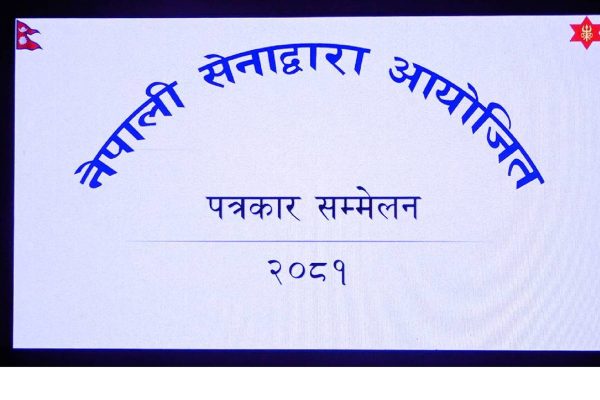 नेपाली सेनाद्वारा आयोजित
पत्रकार सम्मेलन
२०८१